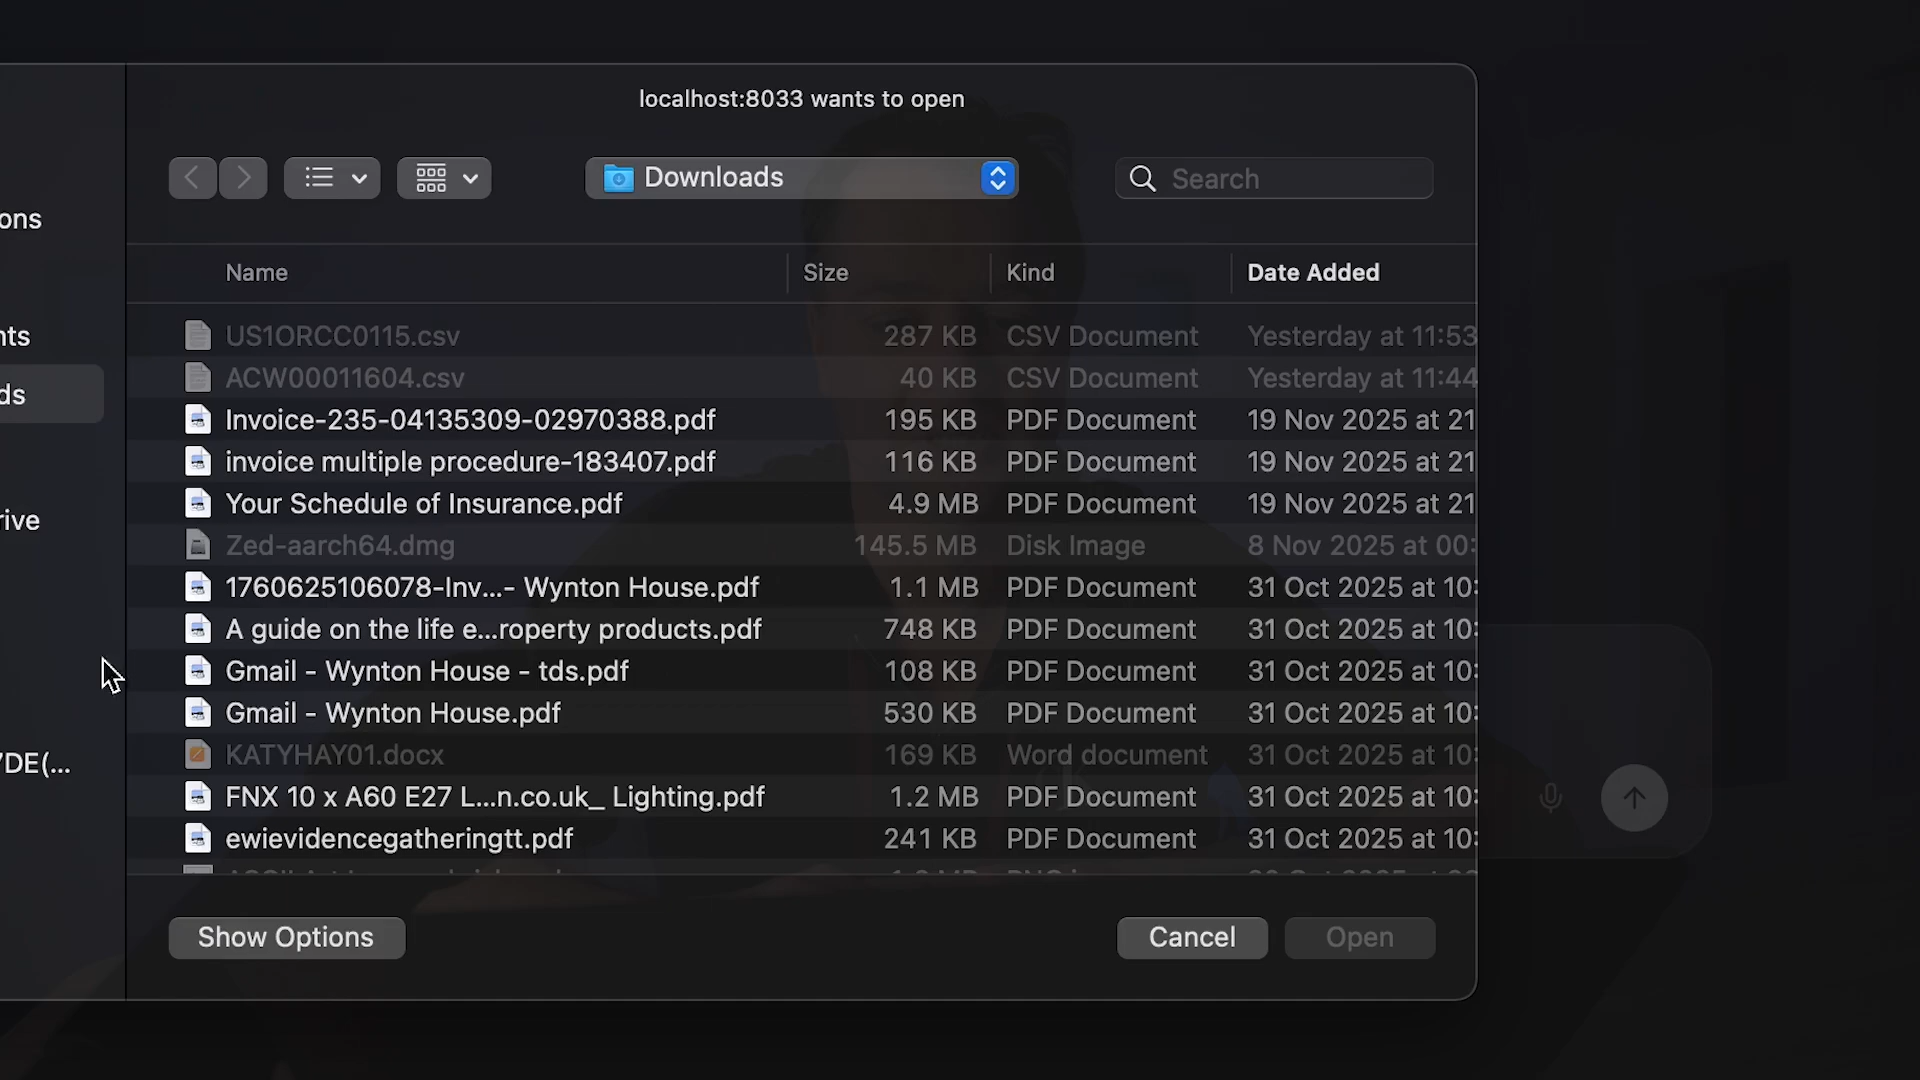 localhost:8033 wants to open
Downloads
Search
ons
nts
ds
rive
7DE(...
Name Size Kind Date Added
US1ORCC0115.csv 287 KB CSV Document Yesterday at 11:53
ACW00011604.csv 40 KB CSV Document Yesterday at 11:44
Invoice-235-04135309-02970388.pdf 195 KB PDF Document 19 Nov 2025 at 21
invoice multiple procedure-183407.pdf 116 KB PDF Document 19 Nov 2025 at 21
Your Schedule of Insurance.pdf 4.9 MB PDF Document 19 Nov 2025 at 21
Zed-aarch64.dmg 145.5 MB Disk Image 8 Nov 2025 at 00:
1760625106078-Inv...- Wynton House.pdf 1.1 MB PDF Document 31 Oct 2025 at 10:
A guide on the life e...roperty products.pdf 748 KB PDF Document 31 Oct 2025 at 10:
Gmail - Wynton House - tds.pdf 108 KB PDF Document 31 Oct 2025 at 10:
Gmail - Wynton House.pdf 530 KB PDF Document 31 Oct 2025 at 10:
KATYHAY01.docx 169 KB Word document 31 Oct 2025 at 10:
FNX 10 x A60 E27 L...n.co.uk_ Lighting.pdf 1.2 MB PDF Document 31 Oct 2025 at 10:
ewievidencegatheringtt.pdf 241 KB PDF Document 31 Oct 2025 at 10:
Show Options
Cancel
Open